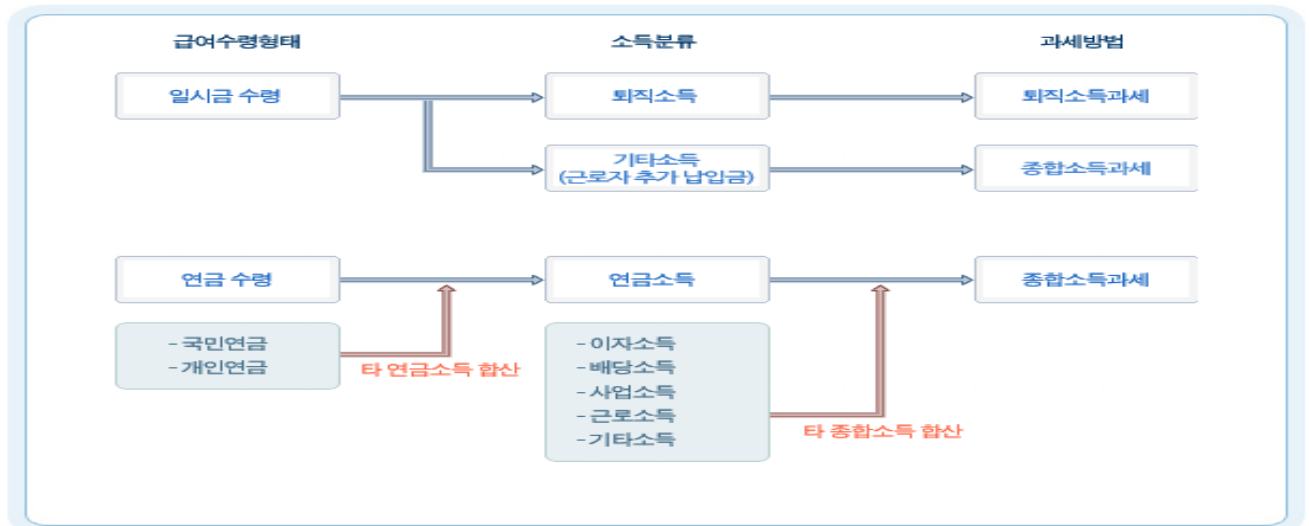 급여수령형태
소득분류
과세방법
일시금 수령
퇴직소득
퇴직소득과세
기타소득
(근로자 추가 납입금)
종합소득과세
연금 수령
연금소득
종합소득과세
- 국민연금
- 개인연금
타 연금소득 합산
- 이자소득
- 배당소득
- 사업소득
- 근로소득
- 기타소득
타 종합소득 합산